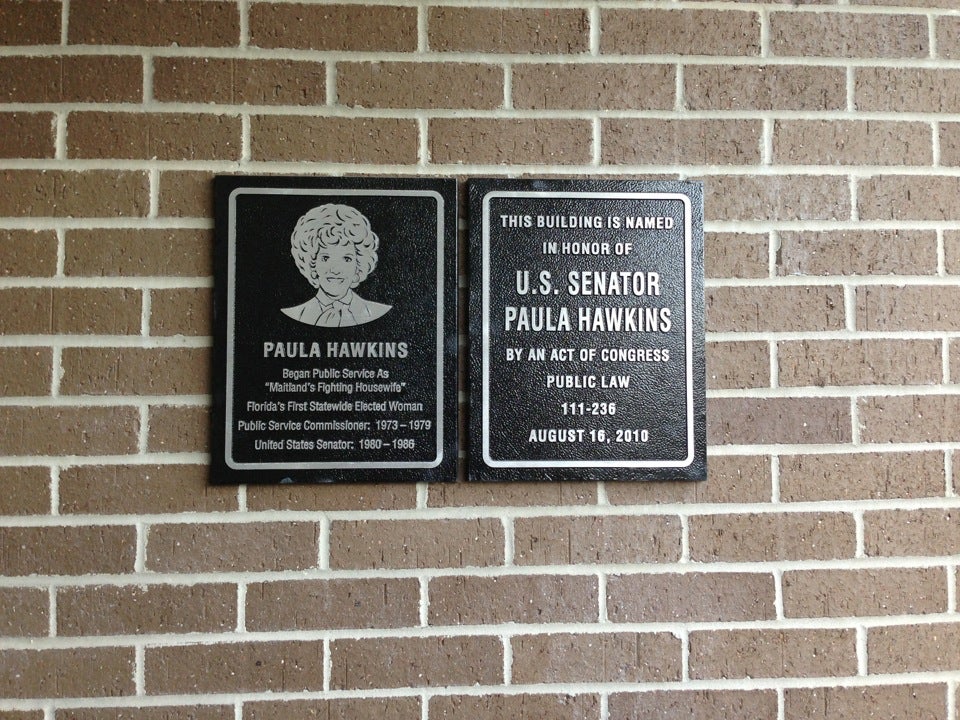 PAULA HAWKINS
Began Public Service As
"Maitland's Fighting Housewife"
Florida's First Statewide Elected Woman
Public Service Commissioner: 1973 – 1979
United States Senator: 1980 – 1986
THIS BUILDING IS NAMED
IN HONOR OF
U.S. SENATOR
PAULA HAWKINS
BY AN ACT OF CONGRESS
PUBLIC LAW
111-236
AUGUST 16, 2010